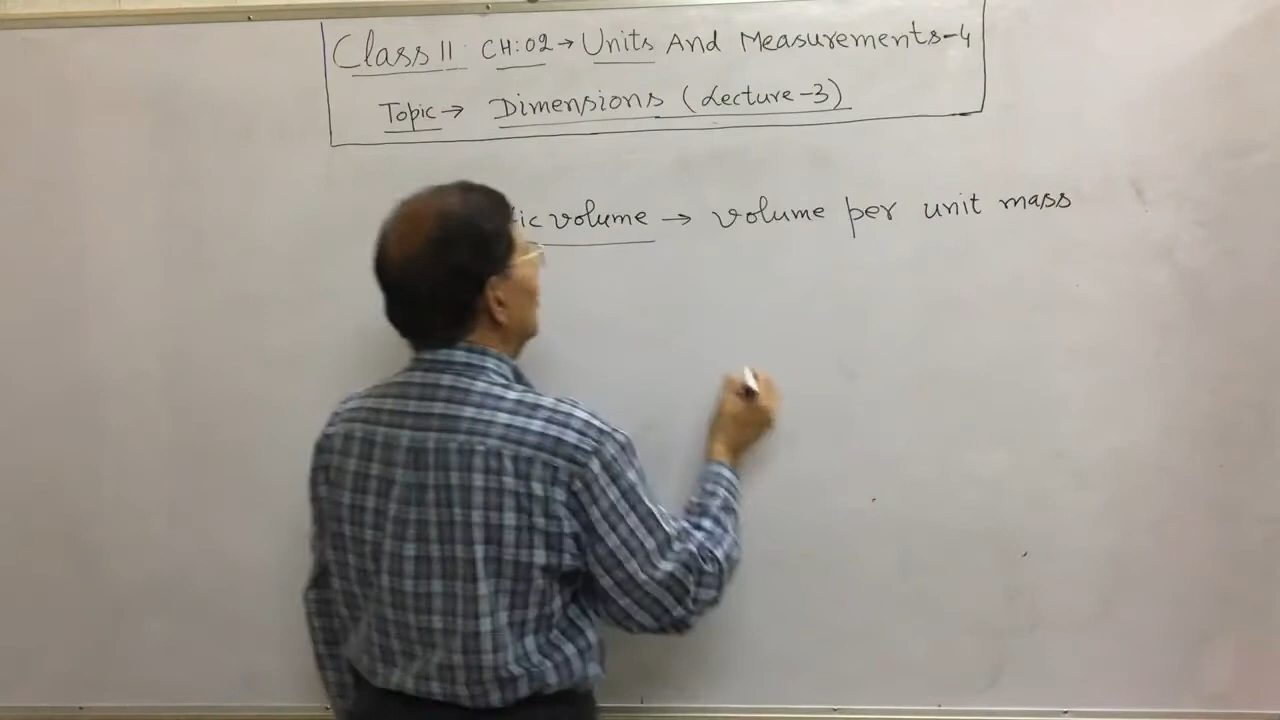 Class 11 CH:02→ Units And Measurements-4
Topic→ Dimensions (Lecture-3)
ic volume → volume per unit mass